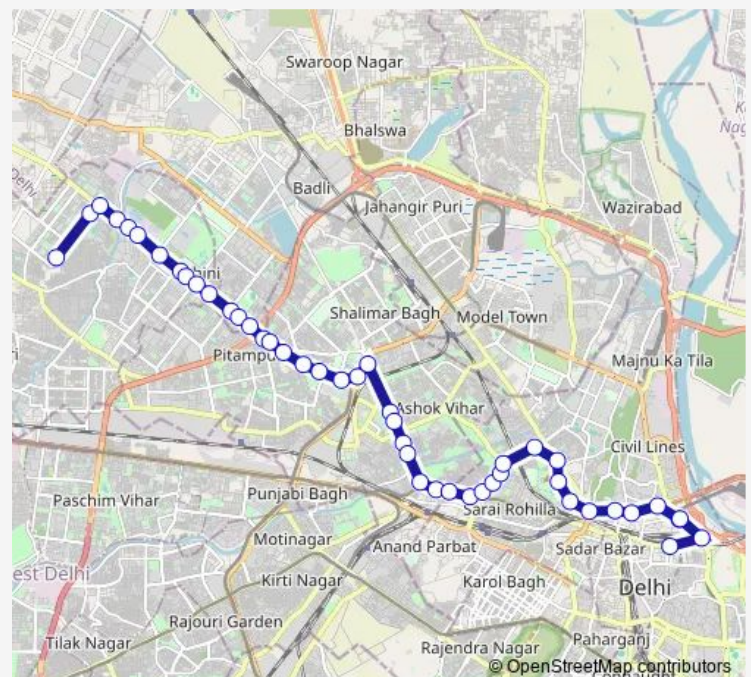 Swaroop Nagar
Bhalswa
Badli
Jahangir Puri
Wazirabad
Delhi
Shalimar Bagh
Model Town
Pitampu
Majnu Ka Tila
Ashok Vihar
Civil Lines
Punjabi Bagh
Paschim Vihar
Sarai Rohilla
Motinagar
Anand Parbat
Sadar Bazar
est Delhi
Kirti Nagar
Karol Bagh
Delhi
Rajouri Garden
Tilak Nagar
Rajendra Nagar
Paharganj
© OpenStreetMap contributors